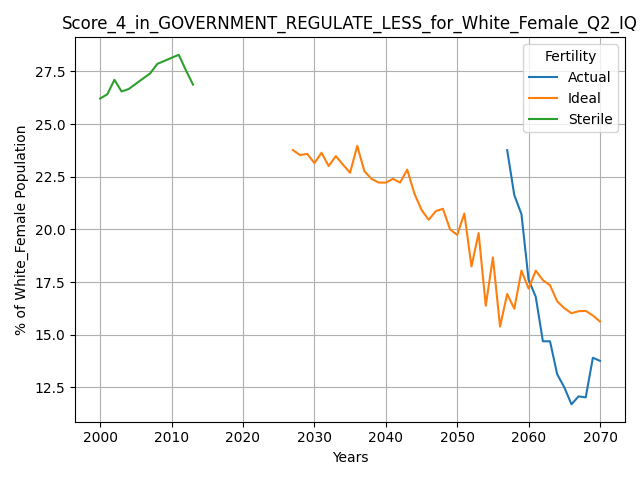 Score_4_in_GOVERNMENT_REGULATE_LESS_for_White_Female_Q2_IQ
Fertility
Actual
Ideal
Sterile
% of White_Female Population
27.5
25.0
22.5
20.0
17.5
15.0
12.5
2000 2010 2020 2030 2040 2050 2060 2070
Years